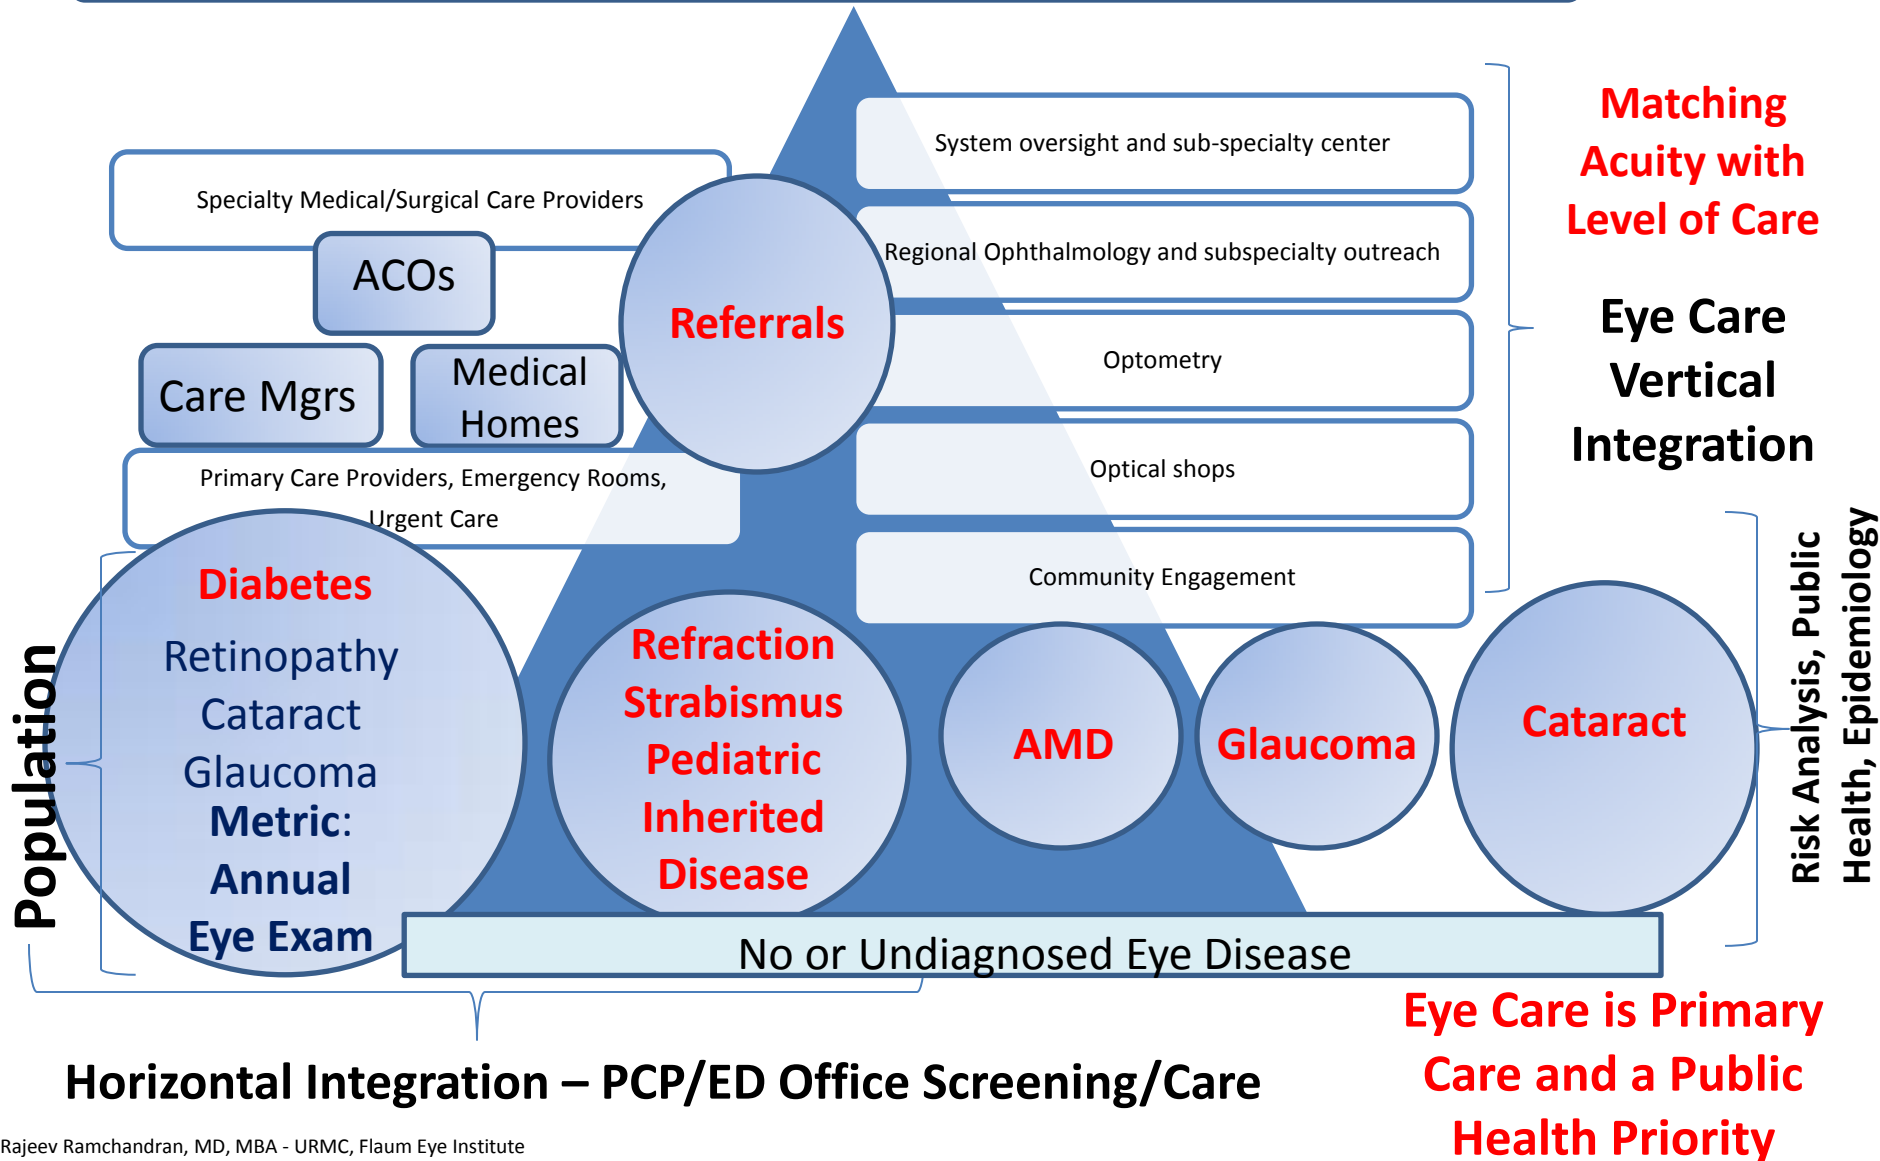 System oversight and sub-specialty center
Matching
Acuity with
Level of Care
Specialty Medical/Surgical Care Providers
Regional Ophthalmology and subspecialty outreach
ACOs
Referrals
Eye Care
Vertical
Integration
Optometry
Care Mgrs
Medical
Homes
Optical shops
Primary Care Providers, Emergency Rooms,
Urgent Care
Community Engagement
Population
Diabetes
Retinopathy
Cataract
Glaucoma
Metric:
Annual
Eye Exam
Refraction
Strabismus
Pediatric
Inherited
Disease
AMD
Glaucoma
Cataract
Risk Analysis, Public
Health, Epidemiology
No or Undiagnosed Eye Disease
Horizontal Integration – PCP/ED Office Screening/Care
Eye Care is Primary
Care and a Public
Health Priority
Rajeev Ramchandran, MD, MBA - URMC, Flaum Eye Institute